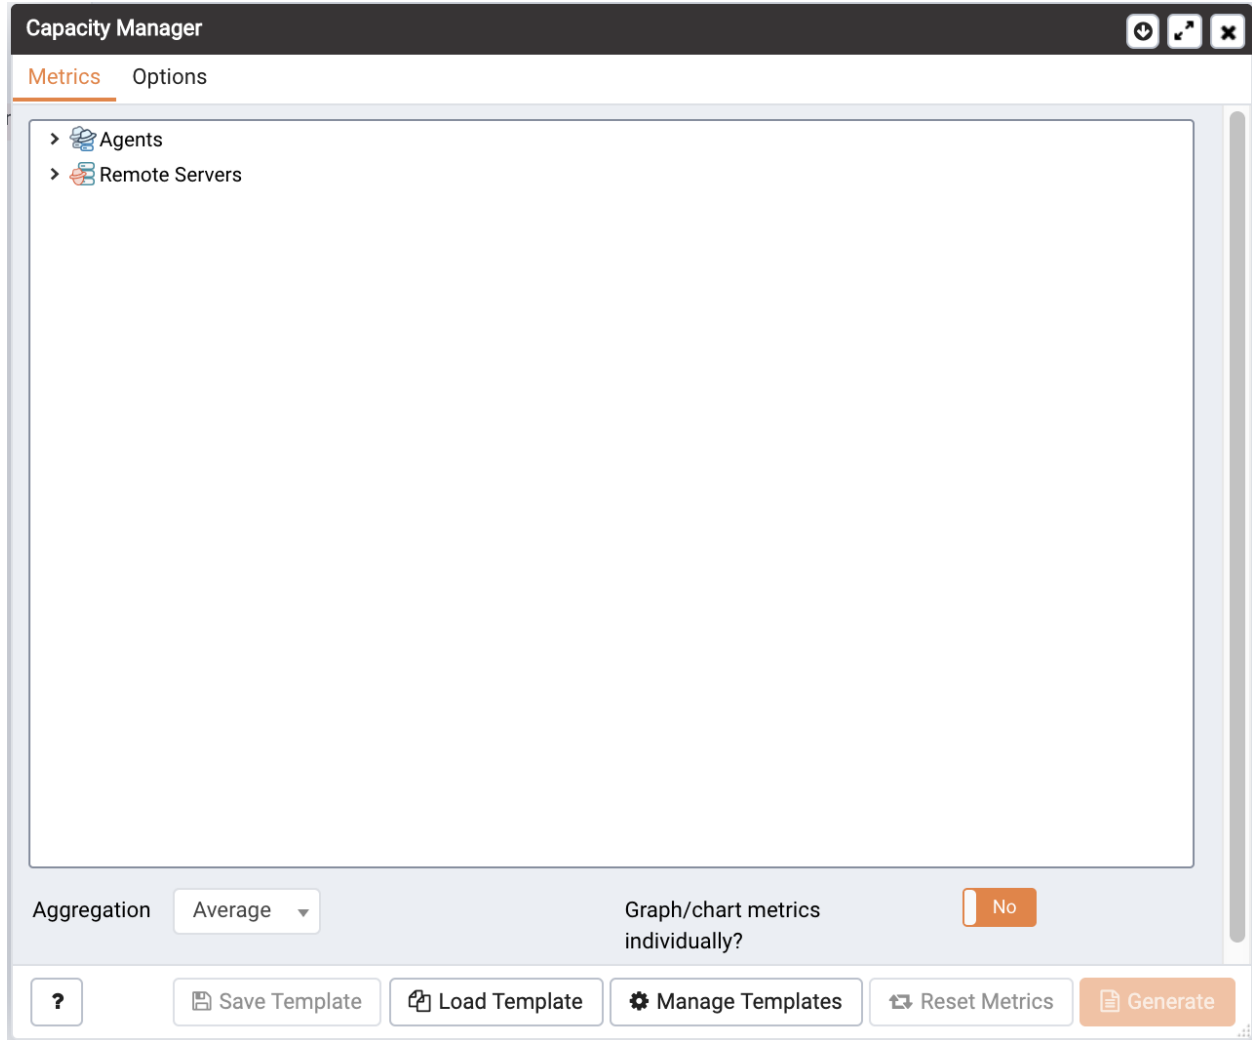 Capacity Manager
Metrics
Options
Agents
Remote Servers
Aggregation
Average
Graph/chart metrics
individually?
No
?
Save Template
Load Template
Manage Templates
Reset Metrics
Generate